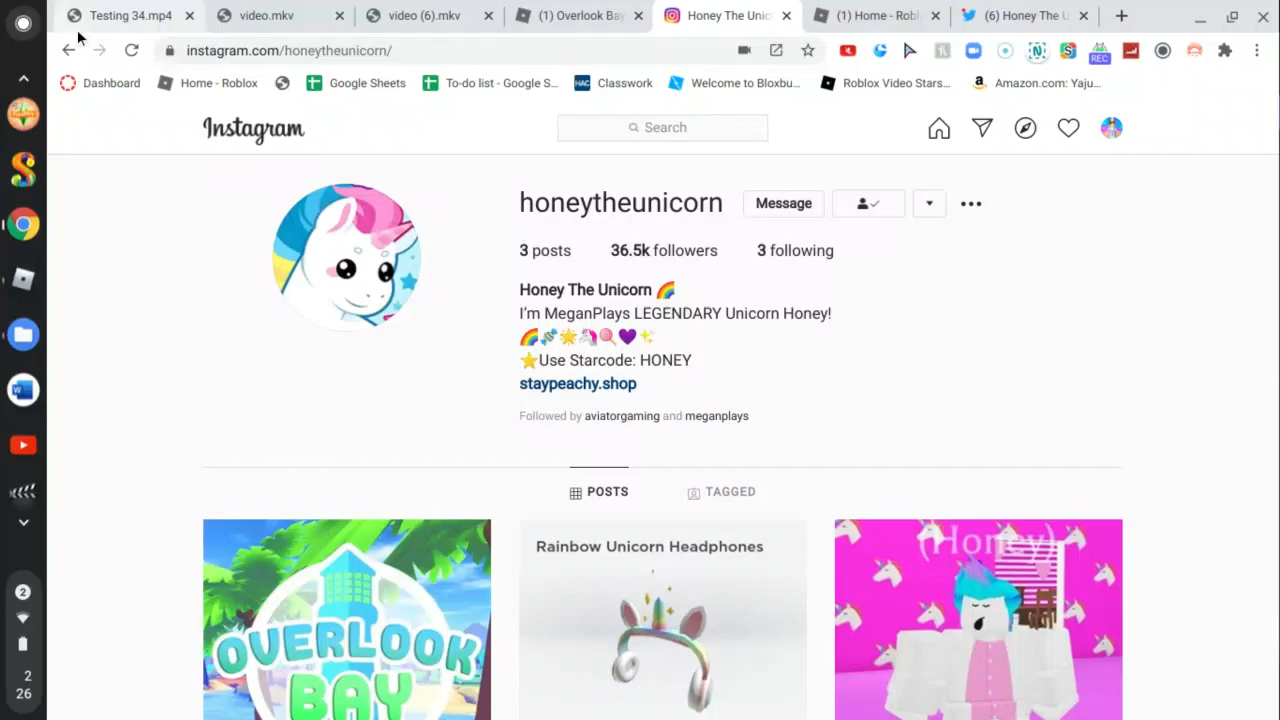 Testing 34.mp4
video.mkv
video (6).mkv
(1) Overlook Bay
Honey The Unic
(1) Home - Robl
(6) Honey The U
instagram.com/honeytheunicorn/
REC
Dashboard
Home - Roblox
Google Sheets
To-do list - Google S...
HAC
Classwork
Welcome to Bloxbu...
Roblox Video Stars...
Amazon.com: Yaju...
Instagram
Search
honeytheunicorn
Message
3 posts
36.5k followers
3 following
Honey The Unicorn 🌈
I'm MeganPlays LEGENDARY Unicorn Honey!
🌈🍬🌟🦄🍭💜✨
⭐Use Starcode: HONEY
staypeachy.shop
Followed by aviatorgaming and meganplays
POSTS
TAGGED
OVERLOOK
BAY
Rainbow Unicorn Headphones
(Honey)
2
2
26